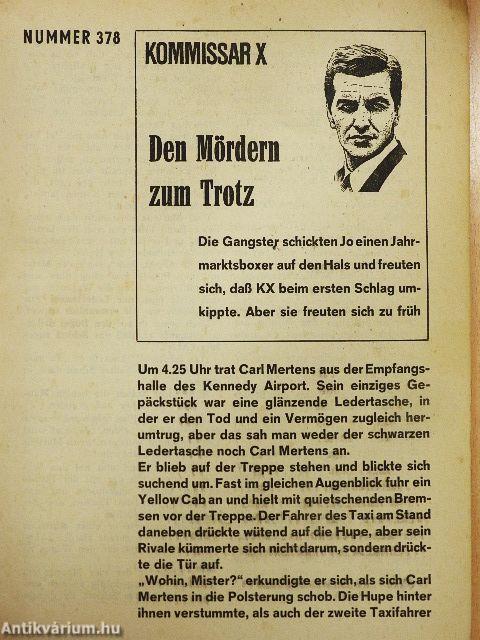 NUMMER 378
KOMMISSAR X
Den Mördern
zum Trotz
Die Gangster schickten Jo einen Jahr-
marktsboxer auf den Hals und freuten
sich, daß KX beim ersten Schlag um-
kippte. Aber sie freuten sich zu früh
Um 4.25 Uhr trat Carl Mertens aus der Empfangs-
halle des Kennedy Airport. Sein einziges Ge-
päckstück war eine glänzende Ledertasche, in
der er den Tod und ein Vermögen zugleich her-
umtrug, aber das sah man weder der schwarzen
Ledertasche noch Carl Mertens an.
Er blieb auf der Treppe stehen und blickte sich
suchend um. Fast im gleichen Augenblick fuhr ein
Yellow Cab an und hielt mit quietschenden Brem-
sen vor der Treppe. Der Fahrer des Taxi am Stand
daneben drückte wütend auf die Hupe, aber sein
Rivale kümmerte sich nicht darum, sondern drück-
te die Tür auf.
„Wohin, Mister?" erkundigte er sich, als sich Carl
Mertens in die Polsterung schob. Die Hupe hinter
ihnen verstummte, als auch der zweite Taxifahrer
Antikvárium.hu